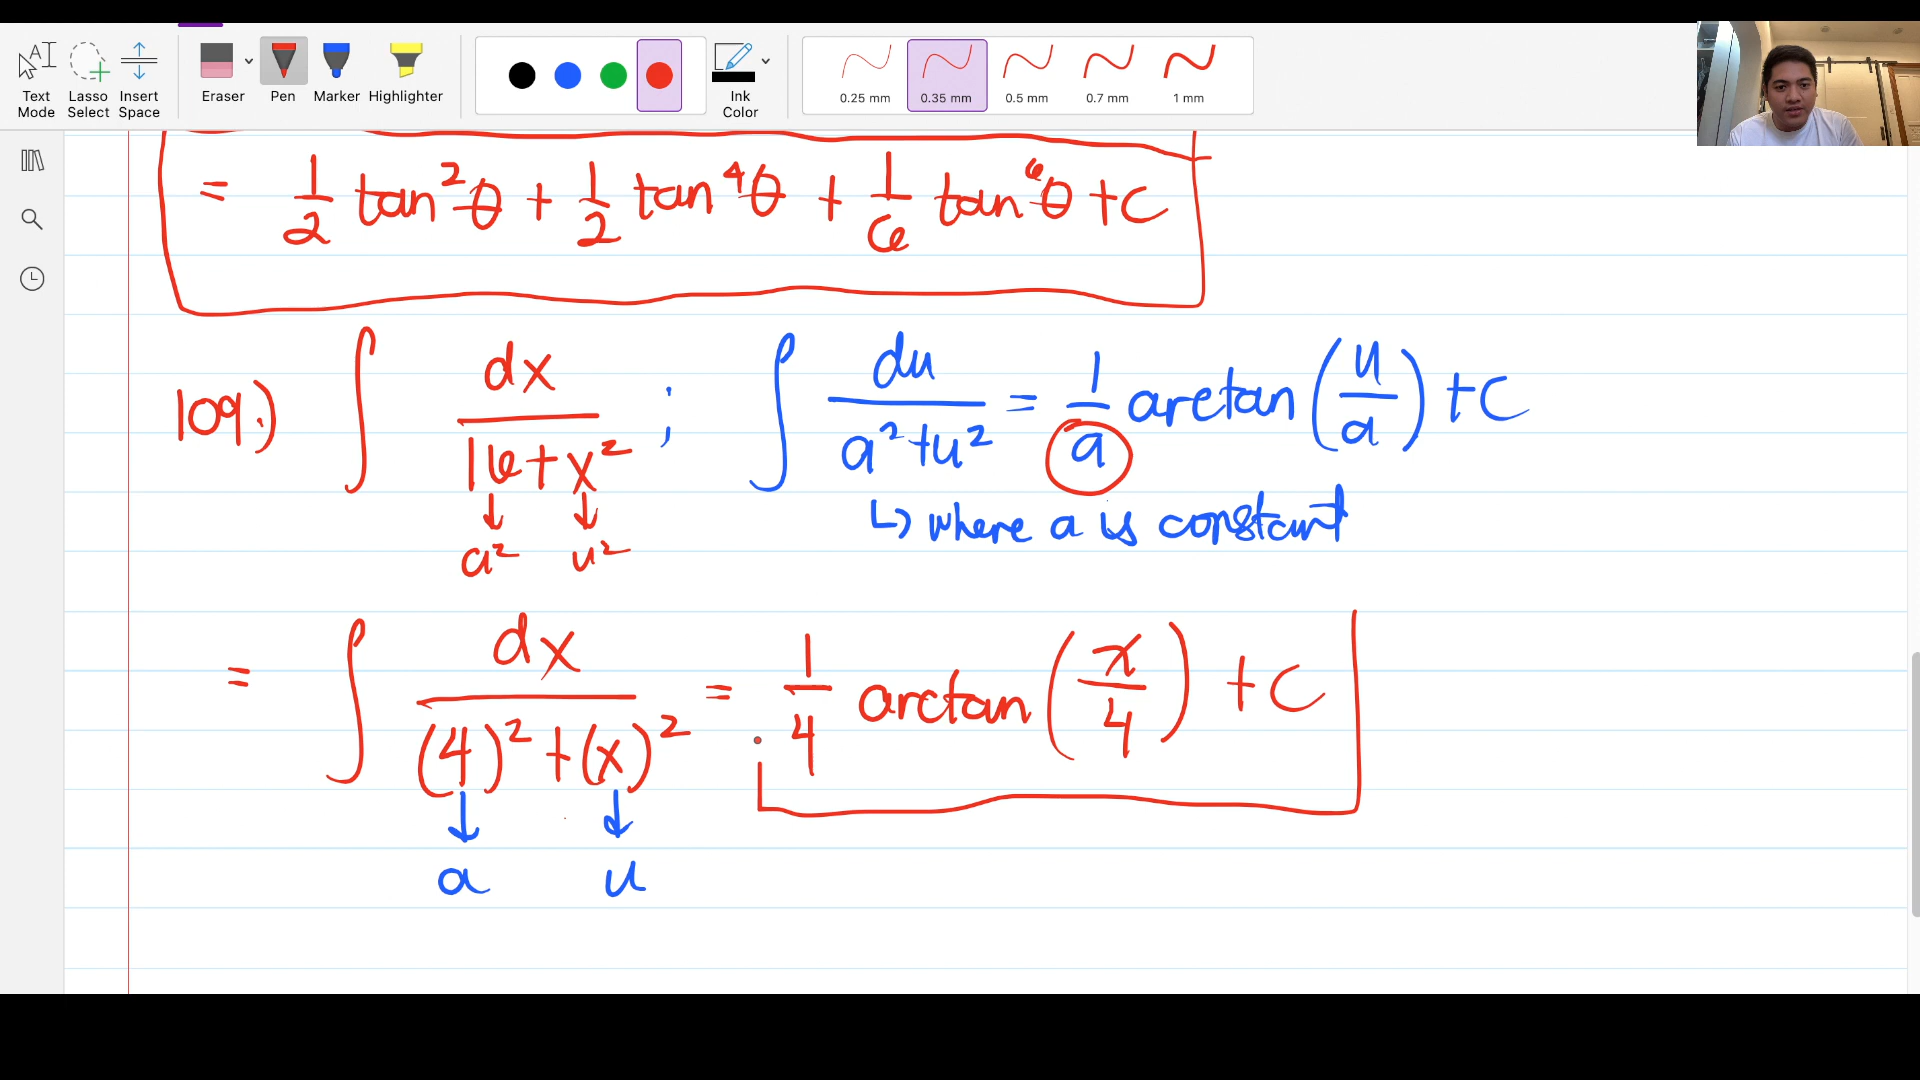 Text Mode
Lasso Select
Insert Space
Eraser
Pen
Marker
Highlighter
Ink Color
0.25 mm
0.35 mm
0.5 mm
0.7 mm
1 mm
= 1/2 tan²θ + 1/2 tan⁴θ + 1/6 tan⁶θ + C
109.) ∫ dx/(16+x²) ; ∫ du/(a²+u²) = 1/a arctan(u/a) + C
↓ a² ↓ u²
↳ where a is constant
= ∫ dx/((4)²+(x)²) = 1/4 arctan(x/4) + C
↓ ↓
a u